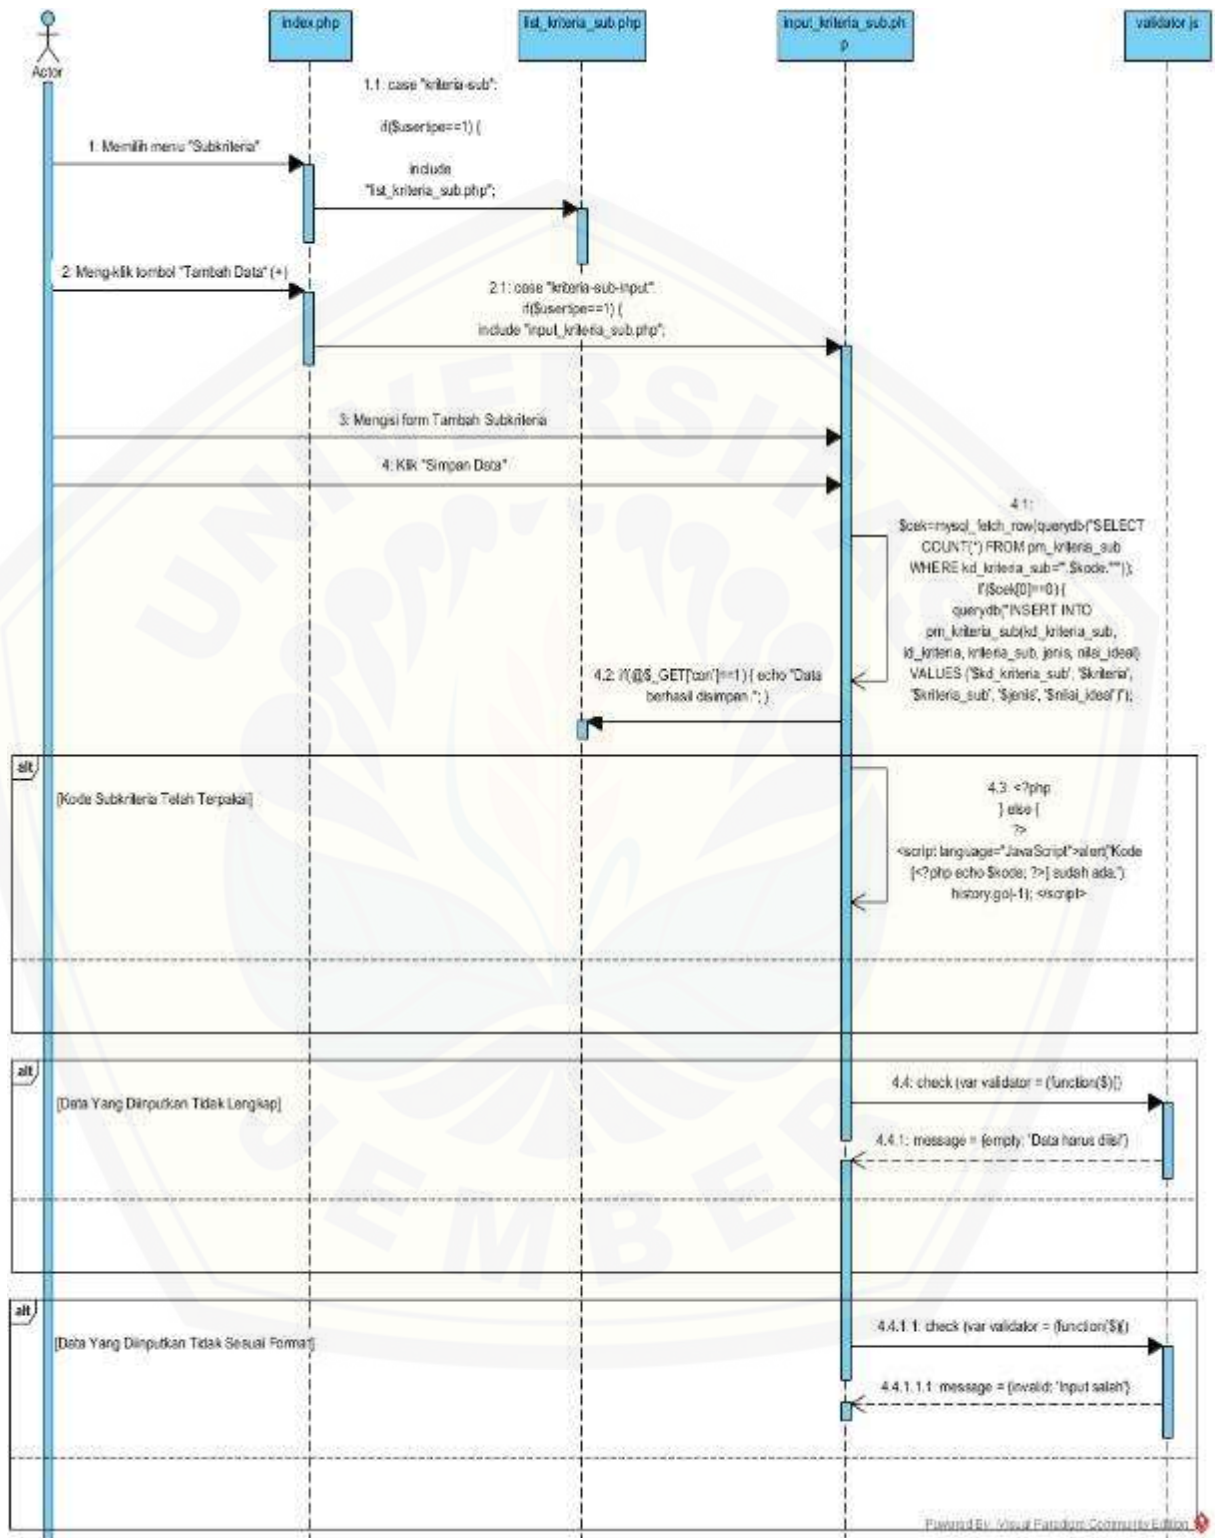 index.php
list_kriteria_sub.php
input_kriteria_sub.ph
p
validator.js
Actor
1.1: case "kriteria-sub":
if($usertipe==1) {
include
"list_kriteria_sub.php";
1: Memilih menu "Subkriteria"
2: Meng-klik tombol "Tambah Data" (+)
2.1: case "kriteria-sub-input":
if($usertipe==1) {
include "input_kriteria_sub.php";
3: Mengisi form Tambah Subkriteria
4: Klik "Simpan Data"
4.1:
$cek=mysql_fetch_row(querydb("SELECT
COUNT(*) FROM pm_kriteria_sub
WHERE kd_kriteria_sub='".$kode."'"));
if($cek[0]==0) {
querydb("INSERT INTO
pm_kriteria_sub(kd_kriteria_sub,
id_kriteria, kriteria_sub, jenis, nilai_ideal)
VALUES ('$kd_kriteria_sub', '$kriteria',
'$kriteria_sub', '$jenis', '$nilai_ideal')");
4.2: if(@$_GET['con']==1) { echo "Data
berhasil disimpan."; }
alt
[Kode Subkriteria Telah Terpakai]
4.3: <?php
} else {
?>
<script language="JavaScript">alert("Kode
[<?php echo $kode; ?>] sudah ada.");
history.go(-1); </script>
alt
[Data Yang Diinputkan Tidak Lengkap]
4.4: check (var validator = (function($){)
4.4.1: message = {empty: 'Data harus diisi'}
alt
[Data Yang Diinputkan Tidak Sesuai Format]
4.4.1.1: check (var validator = (function($){)
4.4.1.1.1: message = {invalid: 'Input salah'}
UNIVERSITAS
JEMBER
Powered By Visual Paradigm Community Edition